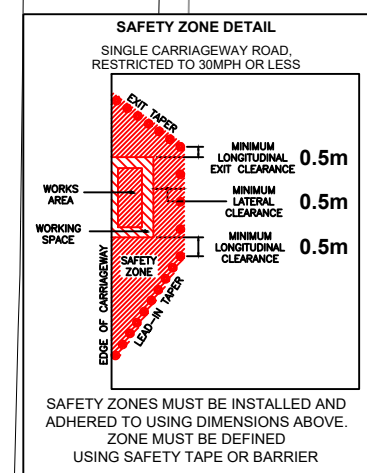 SAFETY ZONE DETAIL
SINGLE CARRIAGEWAY ROAD,
RESTRICTED TO 30MPH OR LESS
EXIT TAPER
MINIMUM
LONGITUDINAL
EXIT CLEARANCE
0.5m
WORKS
AREA
MINIMUM
LATERAL
CLEARANCE
0.5m
WORKING
SPACE
MINIMUM
LONGITUDINAL
CLEARANCE
0.5m
SAFETY
ZONE
EDGE OF CARRIAGEWAY
LEAD-IN TAPER
SAFETY ZONES MUST BE INSTALLED AND
ADHERED TO USING DIMENSIONS ABOVE.
ZONE MUST BE DEFINED
USING SAFETY TAPE OR BARRIER